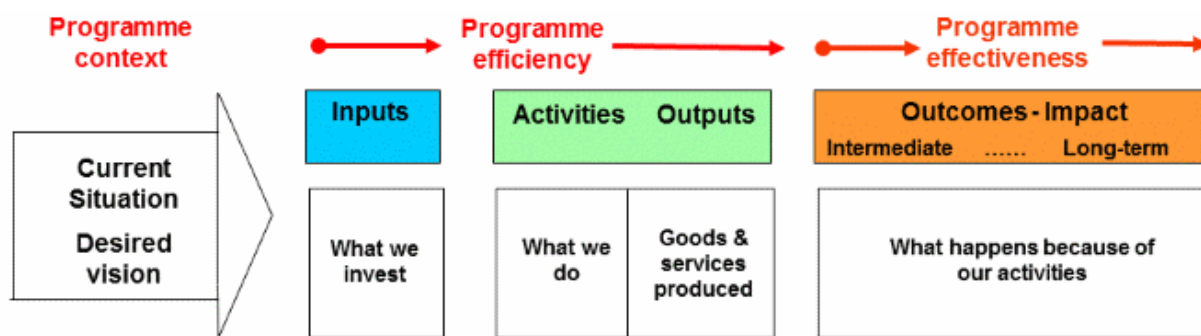 Programme
context
Programme
efficiency
Programme
effectiveness
Inputs
Activities Outputs
Outcomes - Impact
Intermediate ...... Long-term
Current
Situation
Desired
vision
What we
invest
What we
do
Goods &
services
produced
What happens because of
our activities